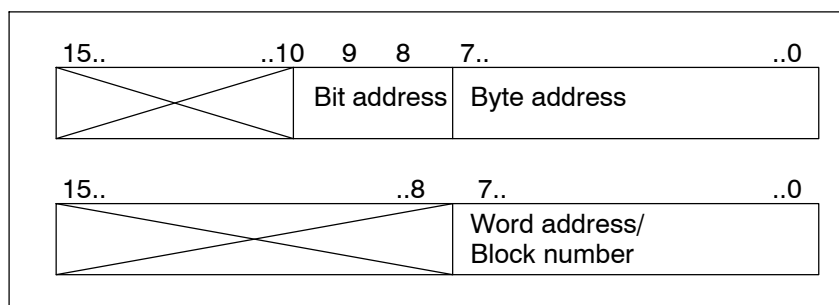 15.. ..10 9 8 7.. ..0
Bit address Byte address
15.. ..8 7.. ..0
Word address/
Block number